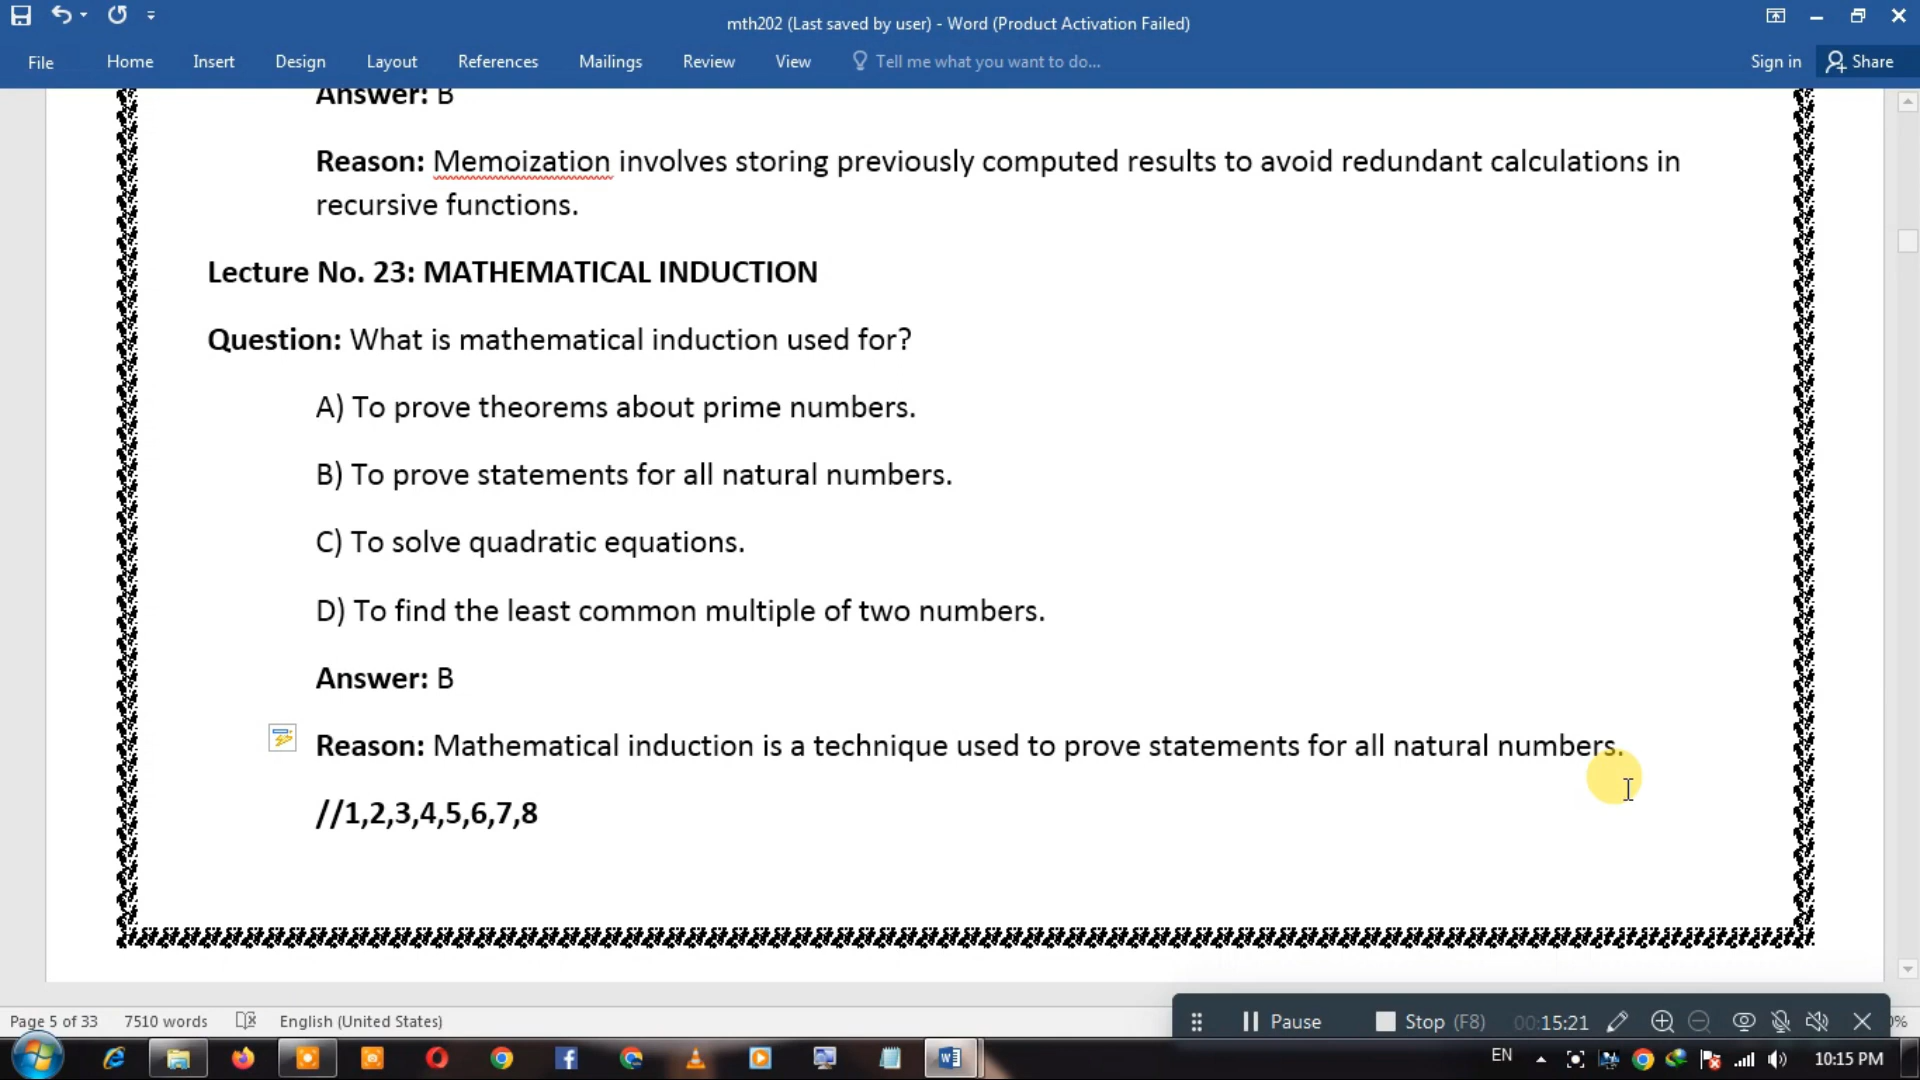 mth202 (Last saved by user) - Word (Product Activation Failed)
File Home Insert Design Layout References Mailings Review View Tell me what you want to do... Sign in Share
Answer: B
Reason: Memoization involves storing previously computed results to avoid redundant calculations in
recursive functions.
Lecture No. 23: MATHEMATICAL INDUCTION
Question: What is mathematical induction used for?
A) To prove theorems about prime numbers.
B) To prove statements for all natural numbers.
C) To solve quadratic equations.
D) To find the least common multiple of two numbers.
Answer: B
Reason: Mathematical induction is a technique used to prove statements for all natural numbers.
//1,2,3,4,5,6,7,8
Page 5 of 33 7510 words English (United States) Pause Stop (F8) 00:15:21 0%
EN 10:15 PM